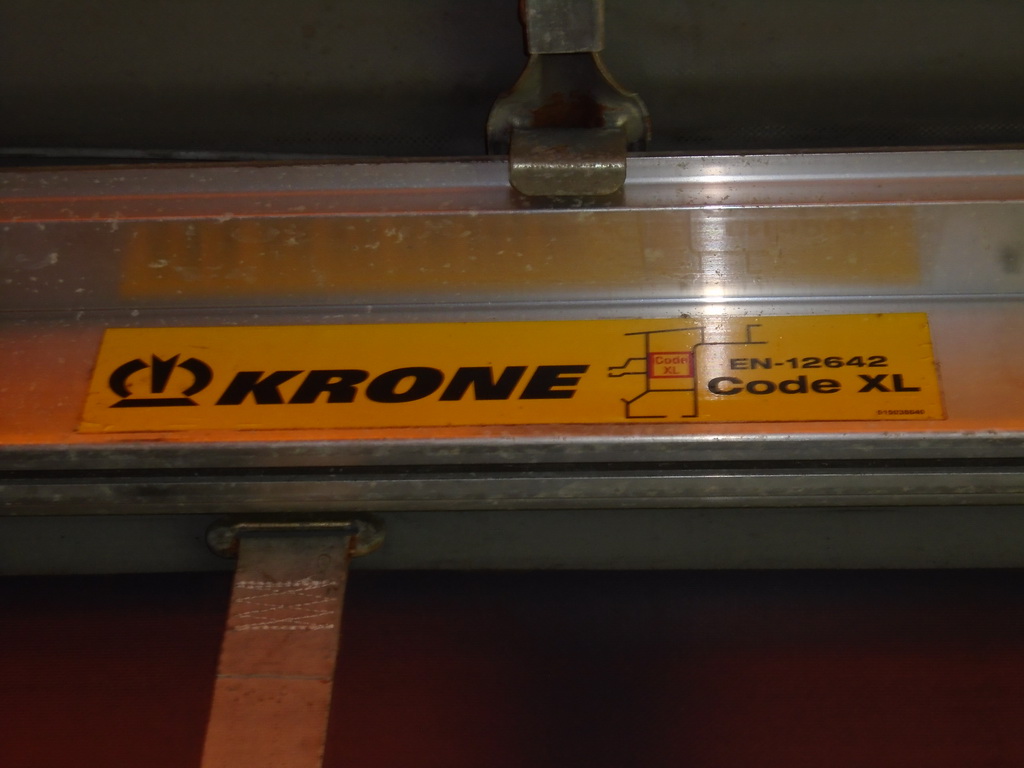 KRONE
Code
XL
EN-12642
Code XL